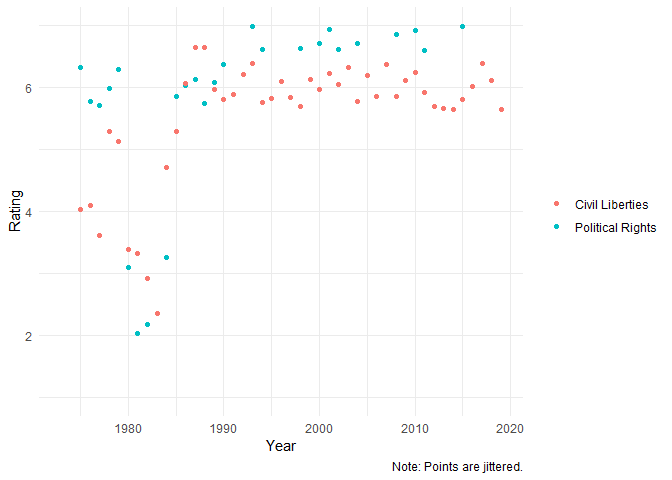 6
4
2
Rating
1980 1990 2000 2010 2020
Year
Civil Liberties
Political Rights
Note: Points are jittered.